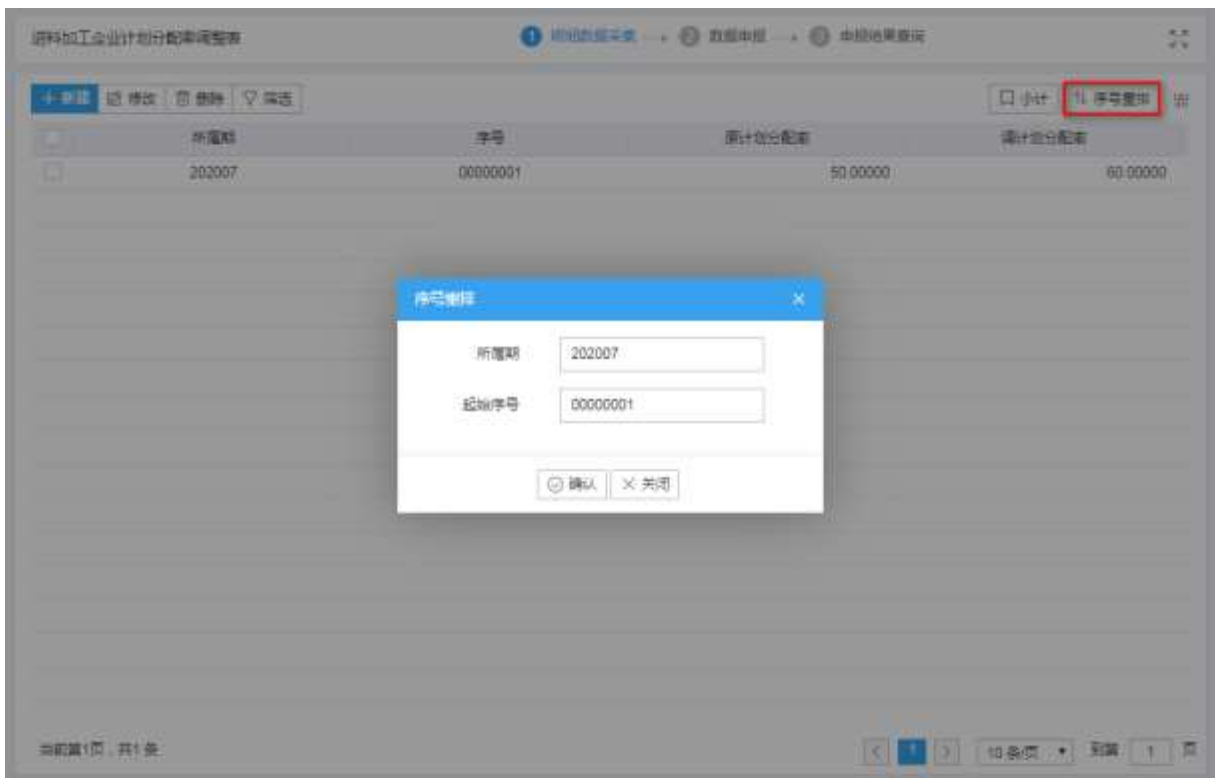 进料加工企业计划分配率调整表
1 明细数据采集 2 数据申报 3 申报结果查询
新建 修改 删除 筛选 小计 序号重排
所属期 序号 原计划分配率 调计划分配率
202007 00000001 50.00000 60.00000
序号重排
所属期 202007
起始序号 00000001
确认 关闭
当前第1页，共1条 1 10 条/页 到第 1 页